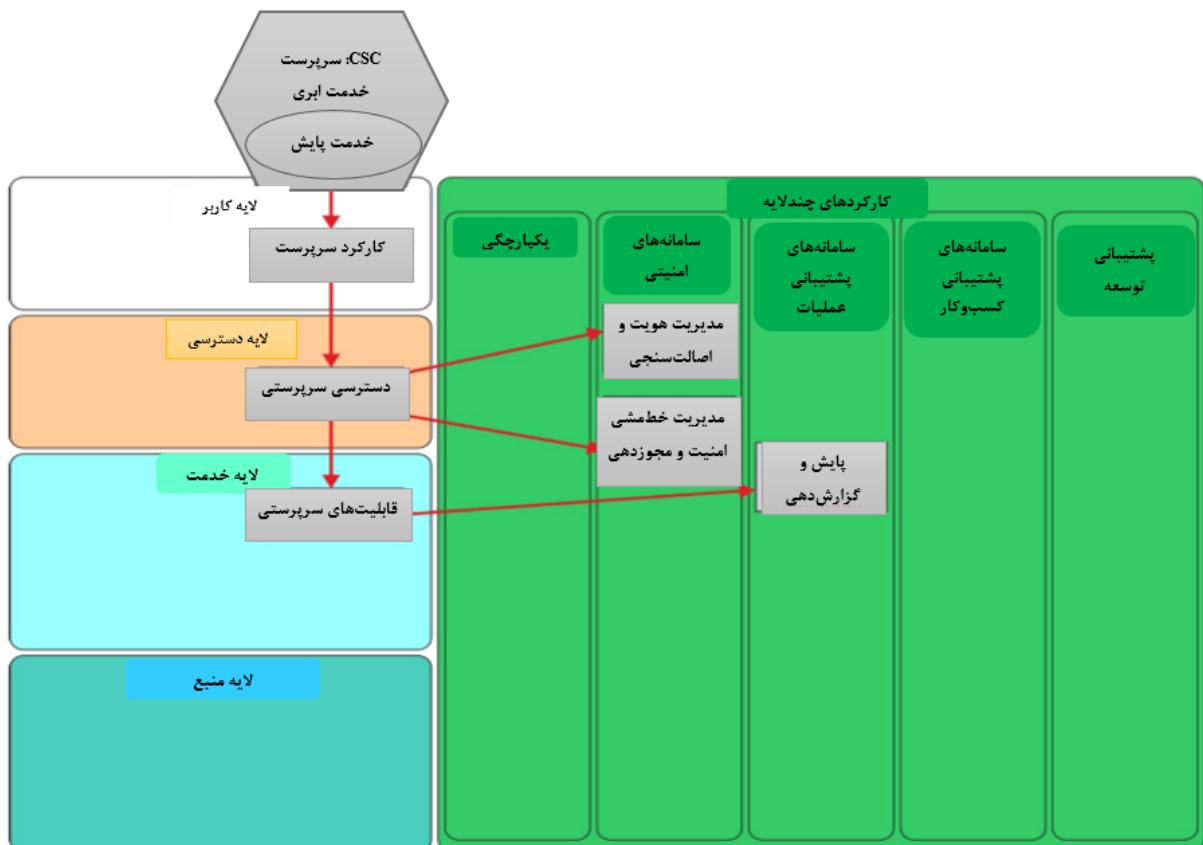 CSC: سرپرست
خدمت ابری
خدمت پایش
لایه کاربر
کارکرد سرپرست
لایه دسترسی
دسترسی سرپرستی
لایه خدمت
قابلیت‌های سرپرستی
لایه منبع
کارکردهای چندلایه
یکپارچگی
سامانه‌های
امنیتی
سامانه‌های
پشتیبانی
عملیات
سامانه‌های
پشتیبانی
کسب‌وکار
پشتیبانی
توسعه
مدیریت هویت و
اصالت‌سنجی
مدیریت خط‌مشی
امنیت و مجوزدهی
پایش و
گزارش‌دهی